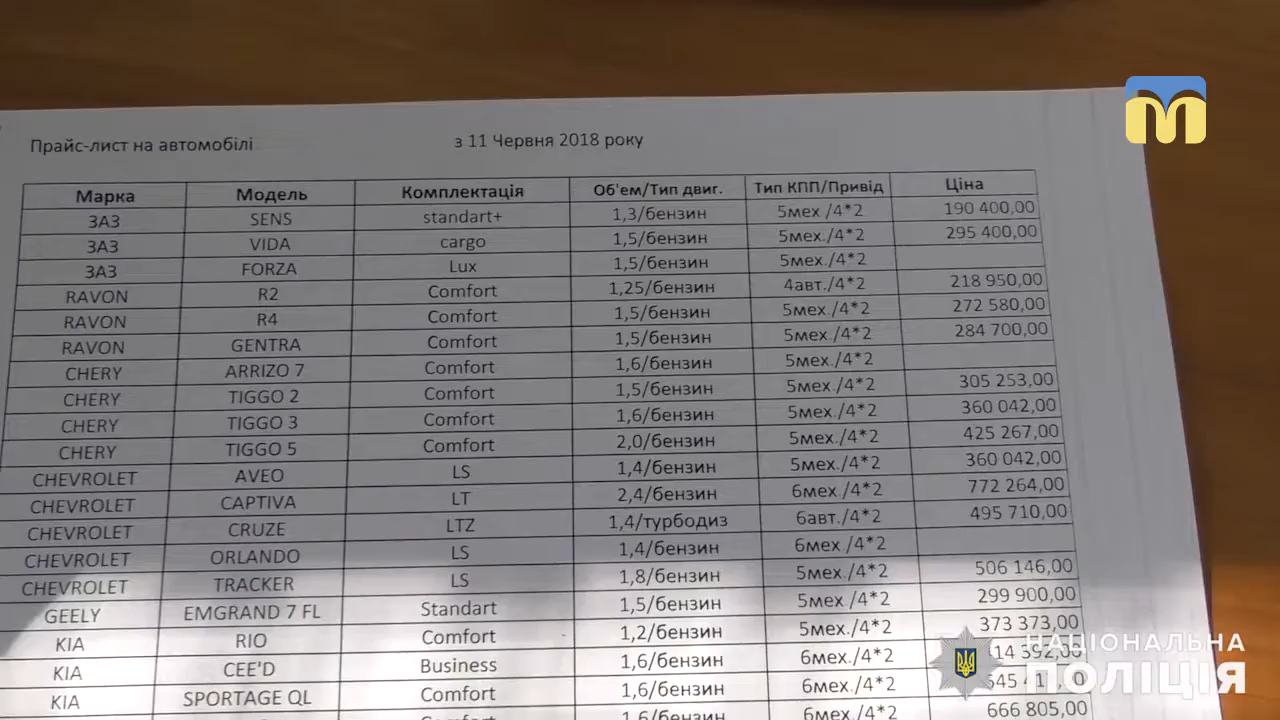 Прайс-лист на автомобілі з 11 Червня 2018 року
Марка Модель Комплектація Об'ем/Тип двиг. Тип КПП/Привід Ціна
ЗАЗ SENS standart+ 1,3/бензин 5мех./4*2 190 400,00
ЗАЗ VIDA cargo 1,5/бензин 5мех./4*2 295 400,00
ЗАЗ FORZA Lux 1,5/бензин 5мех./4*2
RAVON R2 Comfort 1,25/бензин 4авт./4*2 218 950,00
RAVON R4 Comfort 1,5/бензин 5мех./4*2 272 580,00
RAVON GENTRA Comfort 1,5/бензин 5мех./4*2 284 700,00
CHERY ARRIZO 7 Comfort 1,6/бензин 5мех./4*2
CHERY TIGGO 2 Comfort 1,5/бензин 5мех./4*2 305 253,00
CHERY TIGGO 3 Comfort 1,6/бензин 5мех./4*2 360 042,00
CHERY TIGGO 5 Comfort 2,0/бензин 5мех./4*2 425 267,00
CHEVROLET AVEO LS 1,4/бензин 5мех./4*2 360 042,00
CHEVROLET CAPTIVA LT 2,4/бензин 6мех./4*2 772 264,00
CHEVROLET CRUZE LTZ 1,4/турбодиз 6авт./4*2 495 710,00
CHEVROLET ORLANDO LS 1,4/бензин 6мех./4*2
CHEVROLET TRACKER LS 1,8/бензин 5мех./4*2 506 146,00
GEELY EMGRAND 7 FL Standart 1,5/бензин 5мех./4*2 299 900,00
KIA RIO Comfort 1,2/бензин 5мех./4*2 373 373,00
KIA CEE'D Business 1,6/бензин 6мех./4*2
KIA SPORTAGE QL Comfort 1,6/бензин 6мех./4*2
1,6/бензин 6мех./4*2 666 805,00
НАЦІОНАЛЬНА
ПОЛІЦІЯ